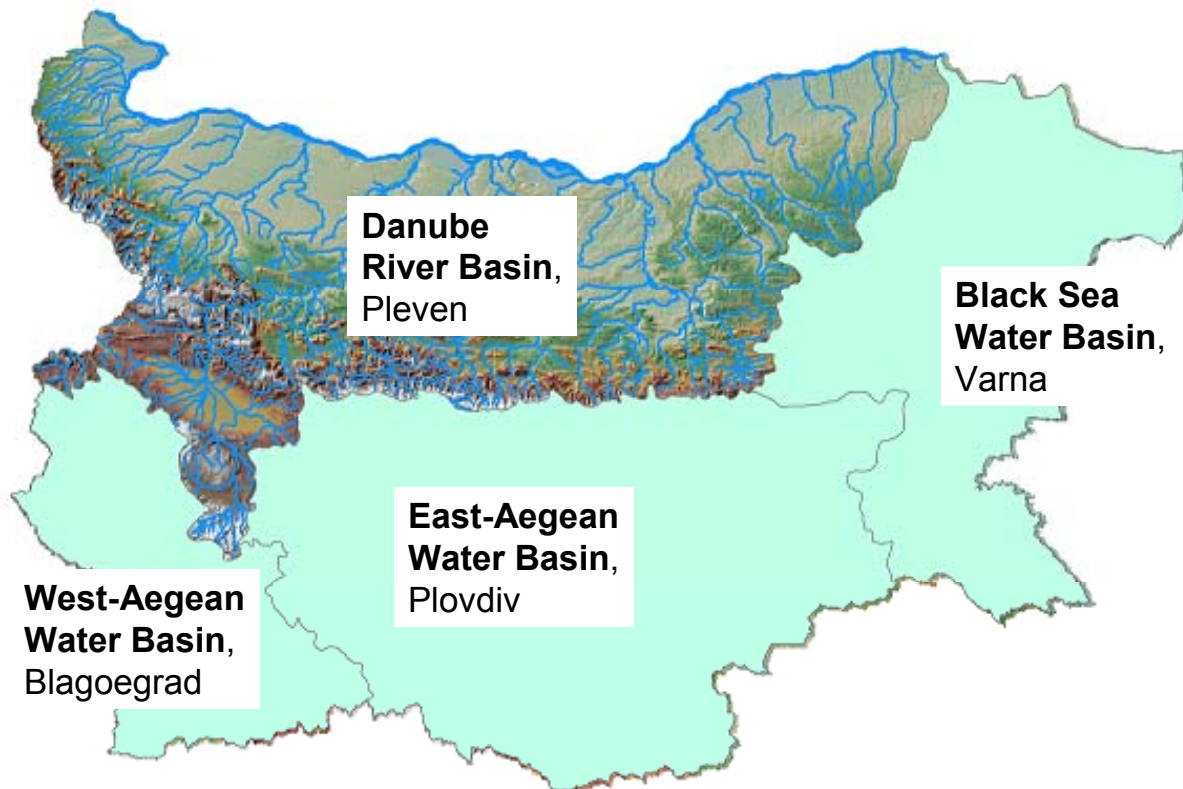 Danube
River Basin,
Pleven
Black Sea
Water Basin,
Varna
East-Aegean
Water Basin,
Plovdiv
West-Aegean
Water Basin,
Blagoegrad